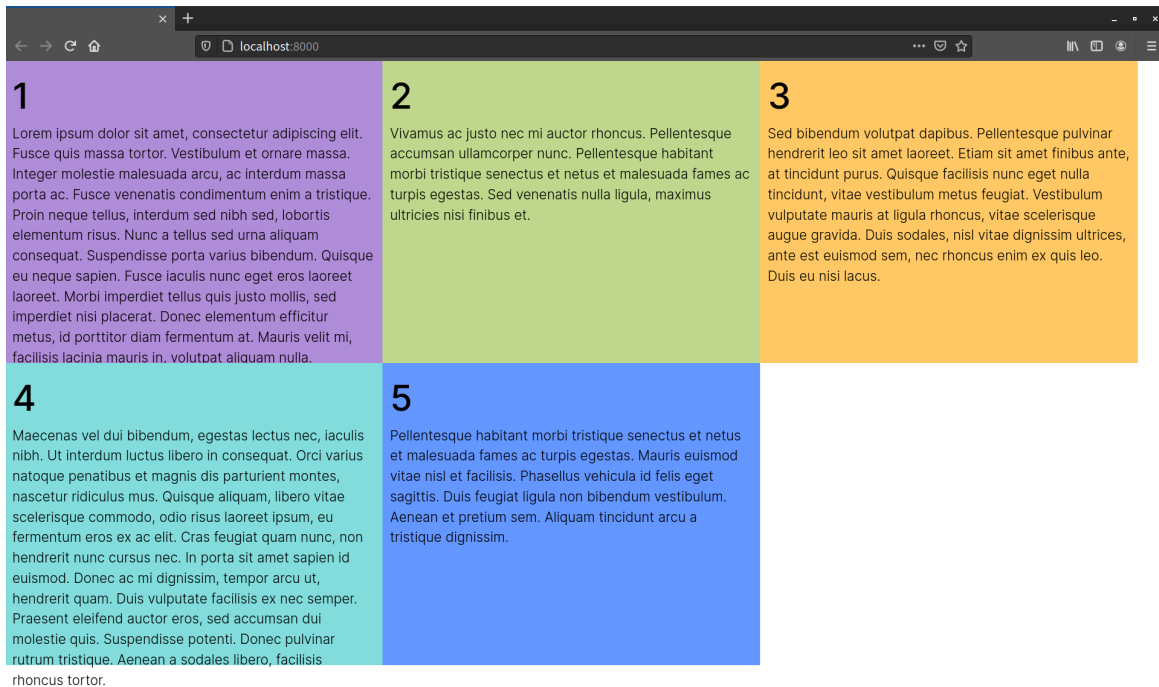 localhost:8000
1
Lorem ipsum dolor sit amet, consectetur adipiscing elit.
Fusce quis massa tortor. Vestibulum et ornare massa.
Integer molestie malesuada arcu, ac interdum massa
porta ac. Fusce venenatis condimentum enim a tristique.
Proin neque tellus, interdum sed nibh sed, lobortis
elementum risus. Nunc a tellus sed urna aliquam
consequat. Suspendisse porta varius bibendum. Quisque
eu neque sapien. Fusce iaculis nunc eget eros laoreet
laoreet. Morbi imperdiet tellus quis justo mollis, sed
imperdiet nisi placerat. Donec elementum efficitur
metus, id porttitor diam fermentum at. Mauris velit mi,
facilisis lacinia mauris in, volutpat aliquam nulla.
2
Vivamus ac justo nec mi auctor rhoncus. Pellentesque
accumsan ullamcorper nunc. Pellentesque habitant
morbi tristique senectus et netus et malesuada fames ac
turpis egestas. Sed venenatis nulla ligula, maximus
ultricies nisi finibus et.
3
Sed bibendum volutpat dapibus. Pellentesque pulvinar
hendrerit leo sit amet laoreet. Etiam sit amet finibus ante,
at tincidunt purus. Quisque facilisis nunc eget nulla
tincidunt, vitae vestibulum metus feugiat. Vestibulum
vulputate mauris at ligula rhoncus, vitae scelerisque
augue gravida. Duis sodales, nisl vitae dignissim ultrices,
ante est euismod sem, nec rhoncus enim ex quis leo.
Duis eu nisi lacus.
4
Maecenas vel dui bibendum, egestas lectus nec, iaculis
nibh. Ut interdum luctus libero in consequat. Orci varius
natoque penatibus et magnis dis parturient montes,
nascetur ridiculus mus. Quisque aliquam, libero vitae
scelerisque commodo, odio risus laoreet ipsum, eu
fermentum eros ex ac elit. Cras feugiat quam nunc, non
hendrerit nunc cursus nec. In porta sit amet sapien id
euismod. Donec ac mi dignissim, tempor arcu ut,
hendrerit quam. Duis vulputate facilisis ex nec semper.
Praesent eleifend auctor eros, sed accumsan dui
molestie quis. Suspendisse potenti. Donec pulvinar
rutrum tristique. Aenean a sodales libero, facilisis
rhoncus tortor.
5
Pellentesque habitant morbi tristique senectus et netus
et malesuada fames ac turpis egestas. Mauris euismod
vitae nisl et facilisis. Phasellus vehicula id felis eget
sagittis. Duis feugiat ligula non bibendum vestibulum.
Aenean et pretium sem. Aliquam tincidunt arcu a
tristique dignissim.